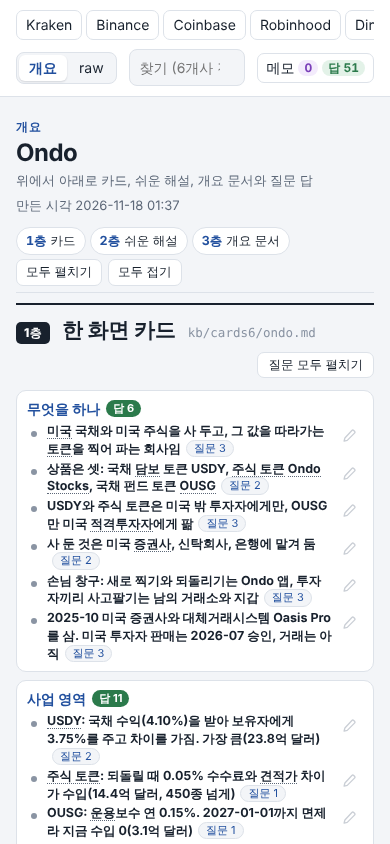 Kraken Binance Coinbase Robinhood
개요 raw 찾기 (6개사 메모 0 답 51
개요
Ondo
위에서 아래로 카드, 쉬운 해설, 개요 문서와 질문 답
만든 시각 2026-11-18 01:37
1층 카드 2층 쉬운 해설 3층 개요 문서
모두 펼치기 모두 접기
1층 한 화면 카드 kb/cards6/ondo.md
질문 모두 펼치기
무엇을 하나 답 6
미국 국채와 미국 주식을 사 두고, 그 값을 따라가는
토큰을 찍어 파는 회사임 질문 3
상품은 셋: 국채 담보 토큰 USDY, 주식 토큰 Ondo
Stocks, 국채 펀드 토큰 OUSG 질문 2
USDY와 주식 토큰은 미국 밖 투자자에게만, OUSG
만 미국 적격투자자에게 팖 질문 3
사 둔 것은 미국 증권사, 신탁회사, 은행에 맡겨 둠
질문 2
손님 창구: 새로 찍기와 되돌리기는 Ondo 앱, 투자
자끼리 사고팔기는 남의 거래소와 지갑 질문 3
2025-10 미국 증권사와 대체거래시스템 Oasis Pro
를 삼. 미국 투자자 판매는 2026-07 승인, 거래는 아
직 질문 3
사업 영역 답 11
USDY: 국채 수익(4.10%)을 받아 보유자에게
3.75%를 주고 차이를 가짐. 가장 큼(23.8억 달러)
질문 2
주식 토큰: 되돌릴 때 0.05% 수수료와 견적가 차이
가 수입(14.4억 달러, 450종 넘게) 질문 1
OUSG: 운용보수 연 0.15%. 2027-01-01까지 면제
라 지금 수입 0(3.1억 달러) 질문 1